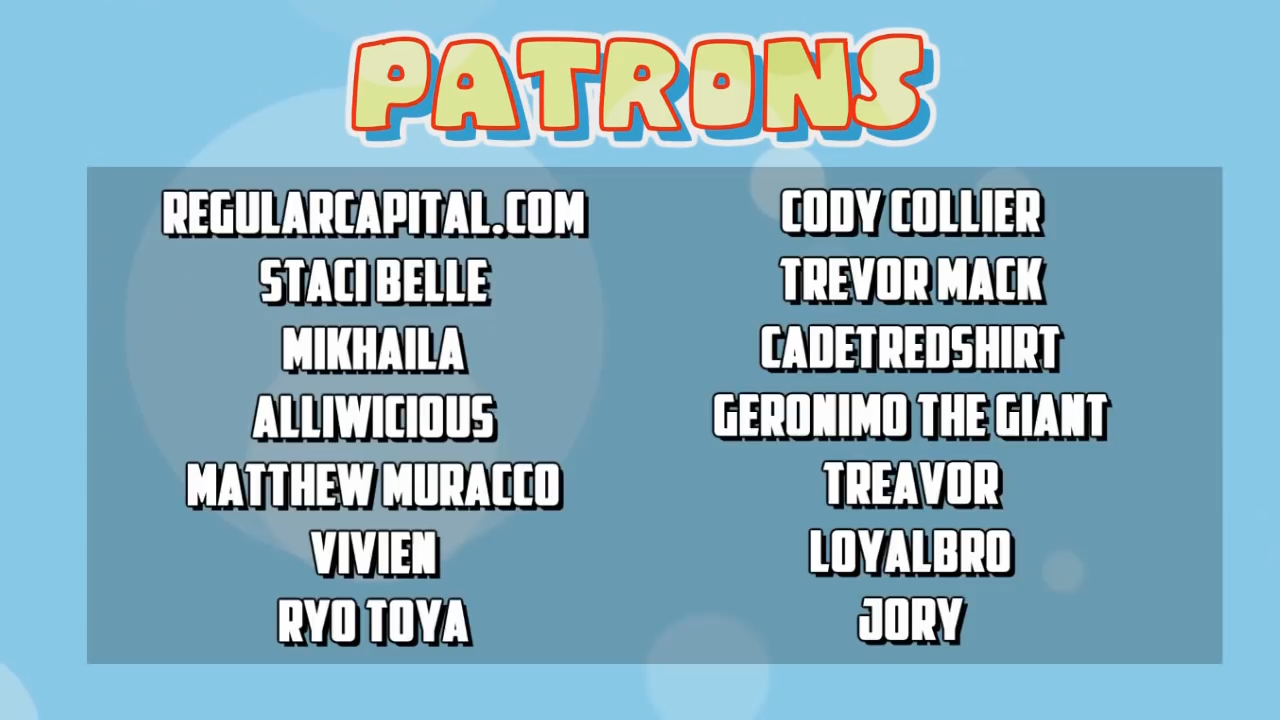 PATRONS
REGULARCAPITAL.COM
STACI BELLE
MIKHAILA
ALLIWICIOUS
MATTHEW MURACCO
VIVIEN
RYO TOYA
CODY COLLIER
TREVOR MACK
CADETREDSHIRT
GERONIMO THE GIANT
TREAVOR
LOYALBRO
JORY